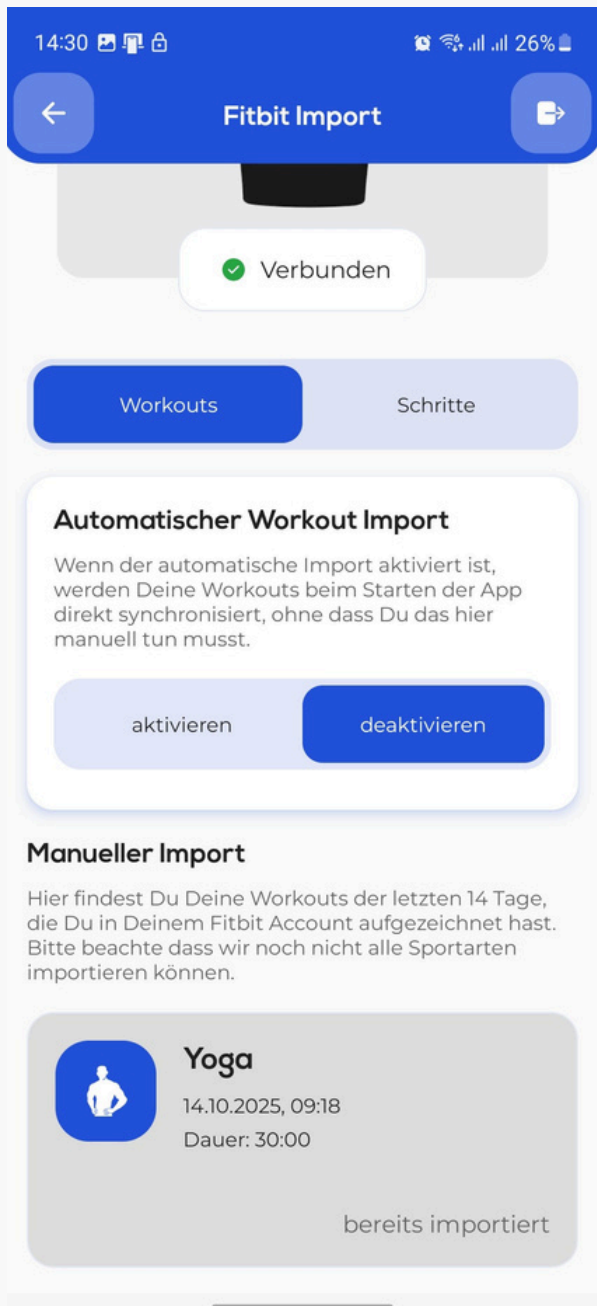 14:30 26%
Fitbit Import
Verbunden
Workouts Schritte
Automatischer Workout Import
Wenn der automatische Import aktiviert ist,
werden Deine Workouts beim Starten der App
direkt synchronisiert, ohne dass Du das hier
manuell tun musst.
aktivieren deaktivieren
Manueller Import
Hier findest Du Deine Workouts der letzten 14 Tage,
die Du in Deinem Fitbit Account aufgezeichnet hast.
Bitte beachte dass wir noch nicht alle Sportarten
importieren können.
Yoga
14.10.2025, 09:18
Dauer: 30:00
bereits importiert